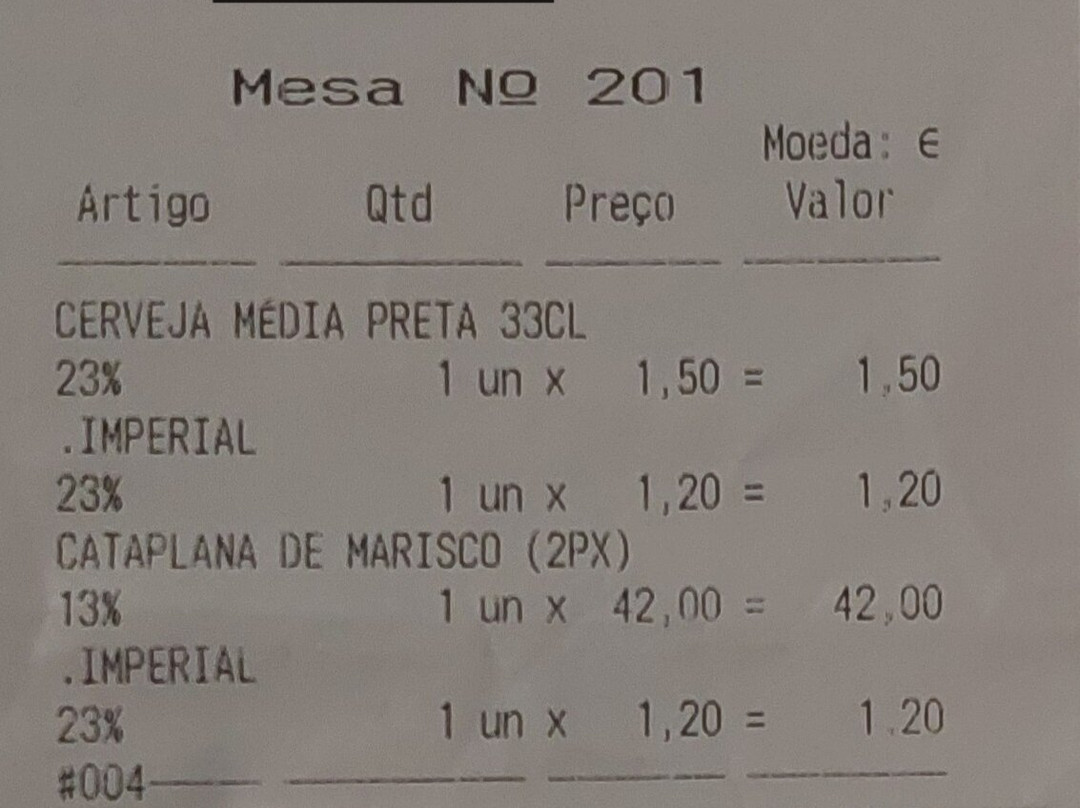 Mesa Nº 201
Moeda: €
Artigo Qtd Preço Valor
CERVEJA MÉDIA PRETA 33CL
23% 1 un x 1,50 = 1,50
.IMPERIAL
23% 1 un x 1,20 = 1,20
CATAPLANA DE MARISCO (2PX)
13% 1 un x 42,00 = 42,00
.IMPERIAL
23% 1 un x 1,20 = 1.20
#004